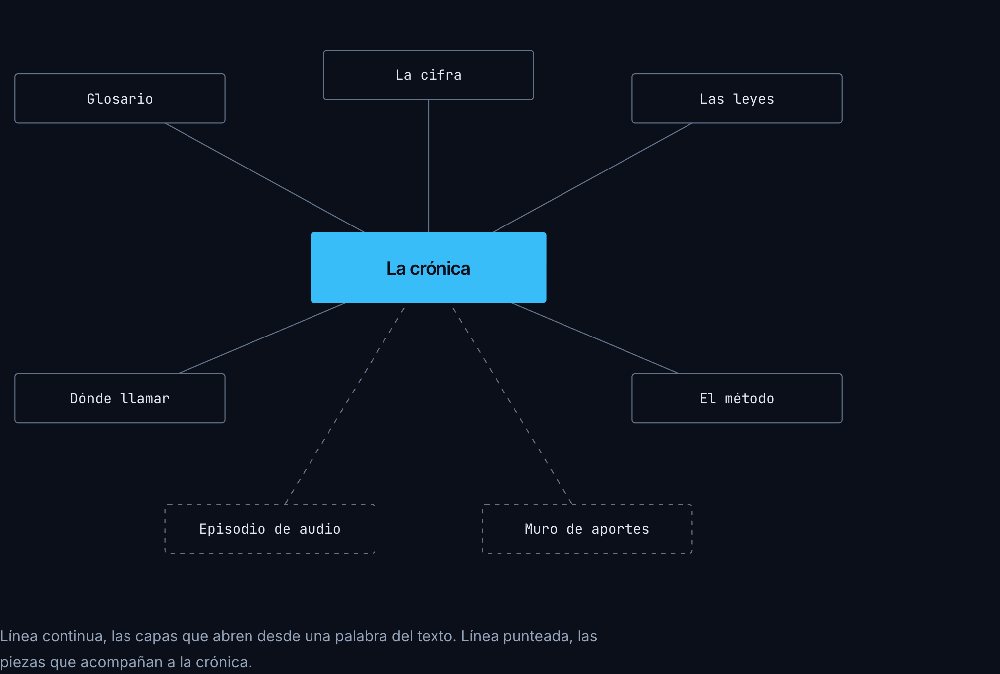 La cifra
Glosario
Las leyes
La crónica
Dónde llamar
El método
Episodio de audio
Muro de aportes
Línea continua, las capas que abren desde una palabra del texto. Línea punteada, las
piezas que acompañan a la crónica.